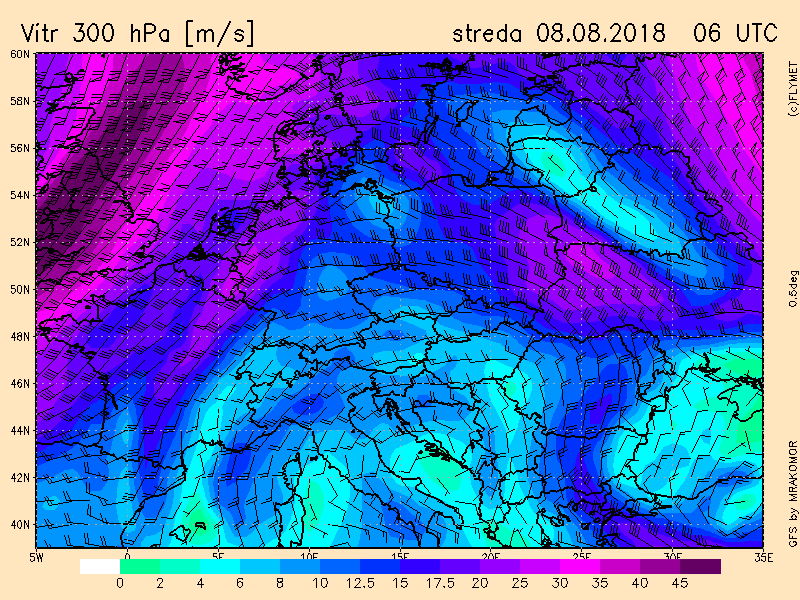 Vítr 300 hPa [m/s]
streda 08.08.2018 06 UTC
(c)FLYMET
0.5deg
GFS by MRAKOMOR
60N
58N
56N
54N
52N
50N
48N
46N
44N
42N
40N
5W 0 5E 10E 15E 20E 25E 30E 35E
0 2 4 6 8 10 12.5 15 17.5 20 25 30 35 40 45